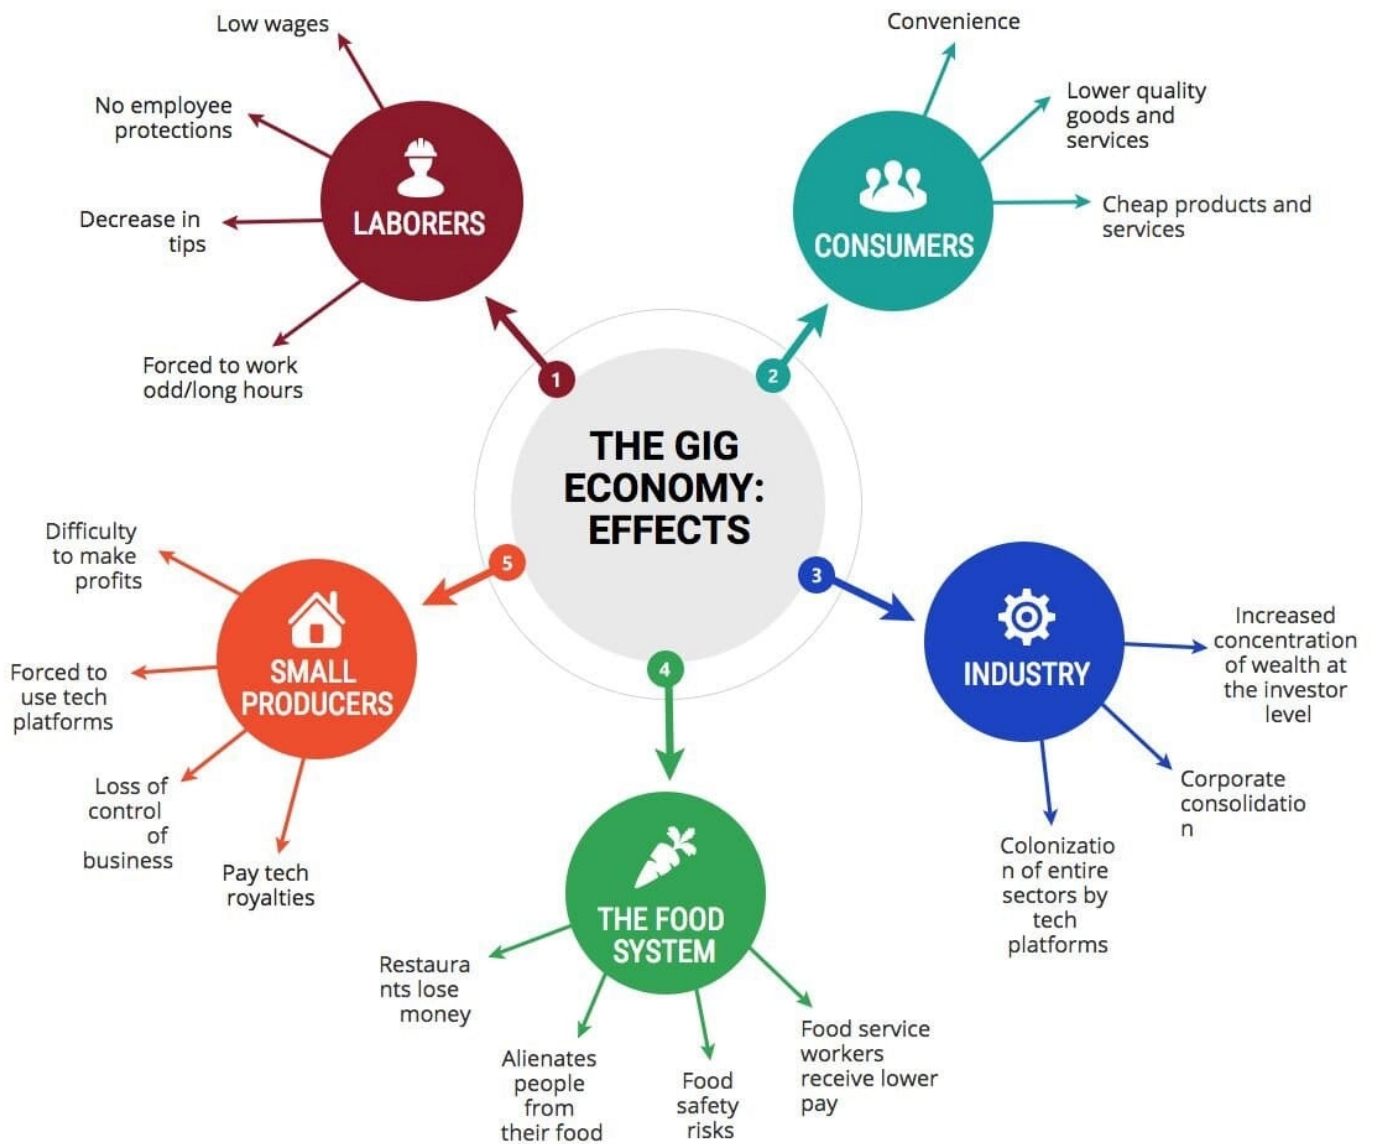 THE GIG
ECONOMY:
EFFECTS
1
LABORERS
Low wages
No employee
protections
Decrease in
tips
Forced to work
odd/long hours
2
CONSUMERS
Convenience
Lower quality
goods and
services
Cheap products and
services
3
INDUSTRY
Increased
concentration
of wealth at
the investor
level
Corporate
consolidatio
n
Colonizatio
n of entire
sectors by
tech
platforms
4
THE FOOD
SYSTEM
Restaura
nts lose
money
Alienates
people
from
their food
Food
safety
risks
Food service
workers
receive lower
pay
5
SMALL
PRODUCERS
Difficulty
to make
profits
Forced to
use tech
platforms
Loss of
control
of
business
Pay tech
royalties